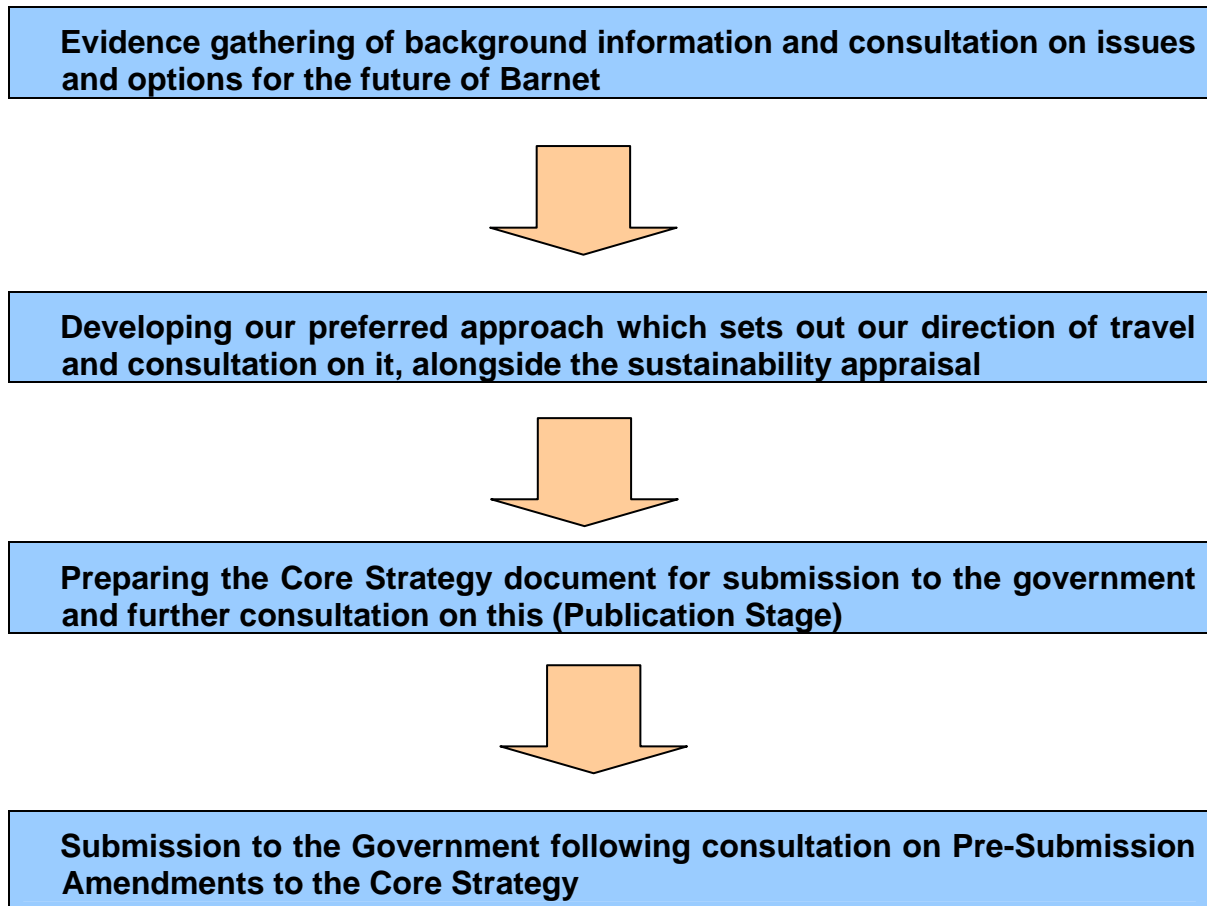 Evidence gathering of background information and consultation on issues
and options for the future of Barnet
Developing our preferred approach which sets out our direction of travel
and consultation on it, alongside the sustainability appraisal
Preparing the Core Strategy document for submission to the government
and further consultation on this (Publication Stage)
Submission to the Government following consultation on Pre-Submission
Amendments to the Core Strategy